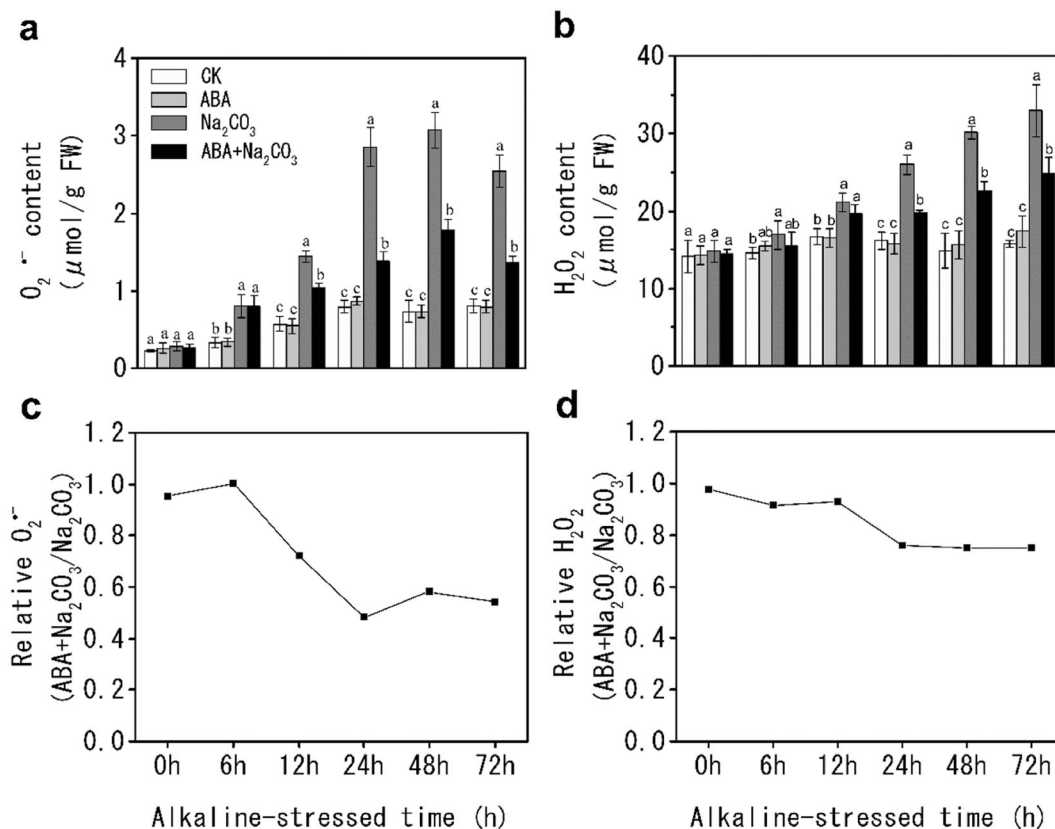 a
O₂•⁻ content
(μmol/g FW)
4
3
2
1
0
CK
ABA
Na₂CO₃
ABA+Na₂CO₃
a a a a
b b a a
c c a b
c c a b
c c a b
c c a b
b
H₂O₂ content
(μmol/g FW)
40
30
20
10
0
a a a a
b ab a ab
b b a a
c c a b
c c a b
c c a b
c
Relative O₂•⁻
(ABA+Na₂CO₃/Na₂CO₃)
1.2
1.0
0.8
0.6
0.4
0.2
0.0
0h 6h 12h 24h 48h 72h
Alkaline-stressed time (h)
d
Relative H₂O₂
(ABA+Na₂CO₃/Na₂CO₃)
1.2
1.0
0.8
0.6
0.4
0.2
0.0
0h 6h 12h 24h 48h 72h
Alkaline-stressed time (h)